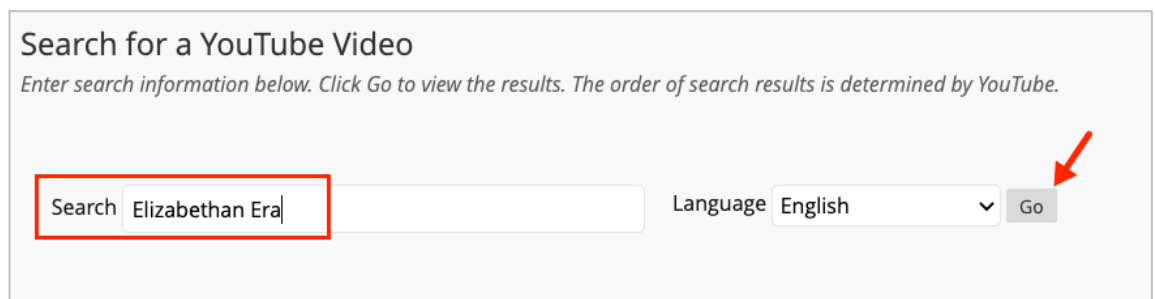 Search for a YouTube Video
Enter search information below. Click Go to view the results. The order of search results is determined by YouTube.
Search Elizabethan Era Language English Go